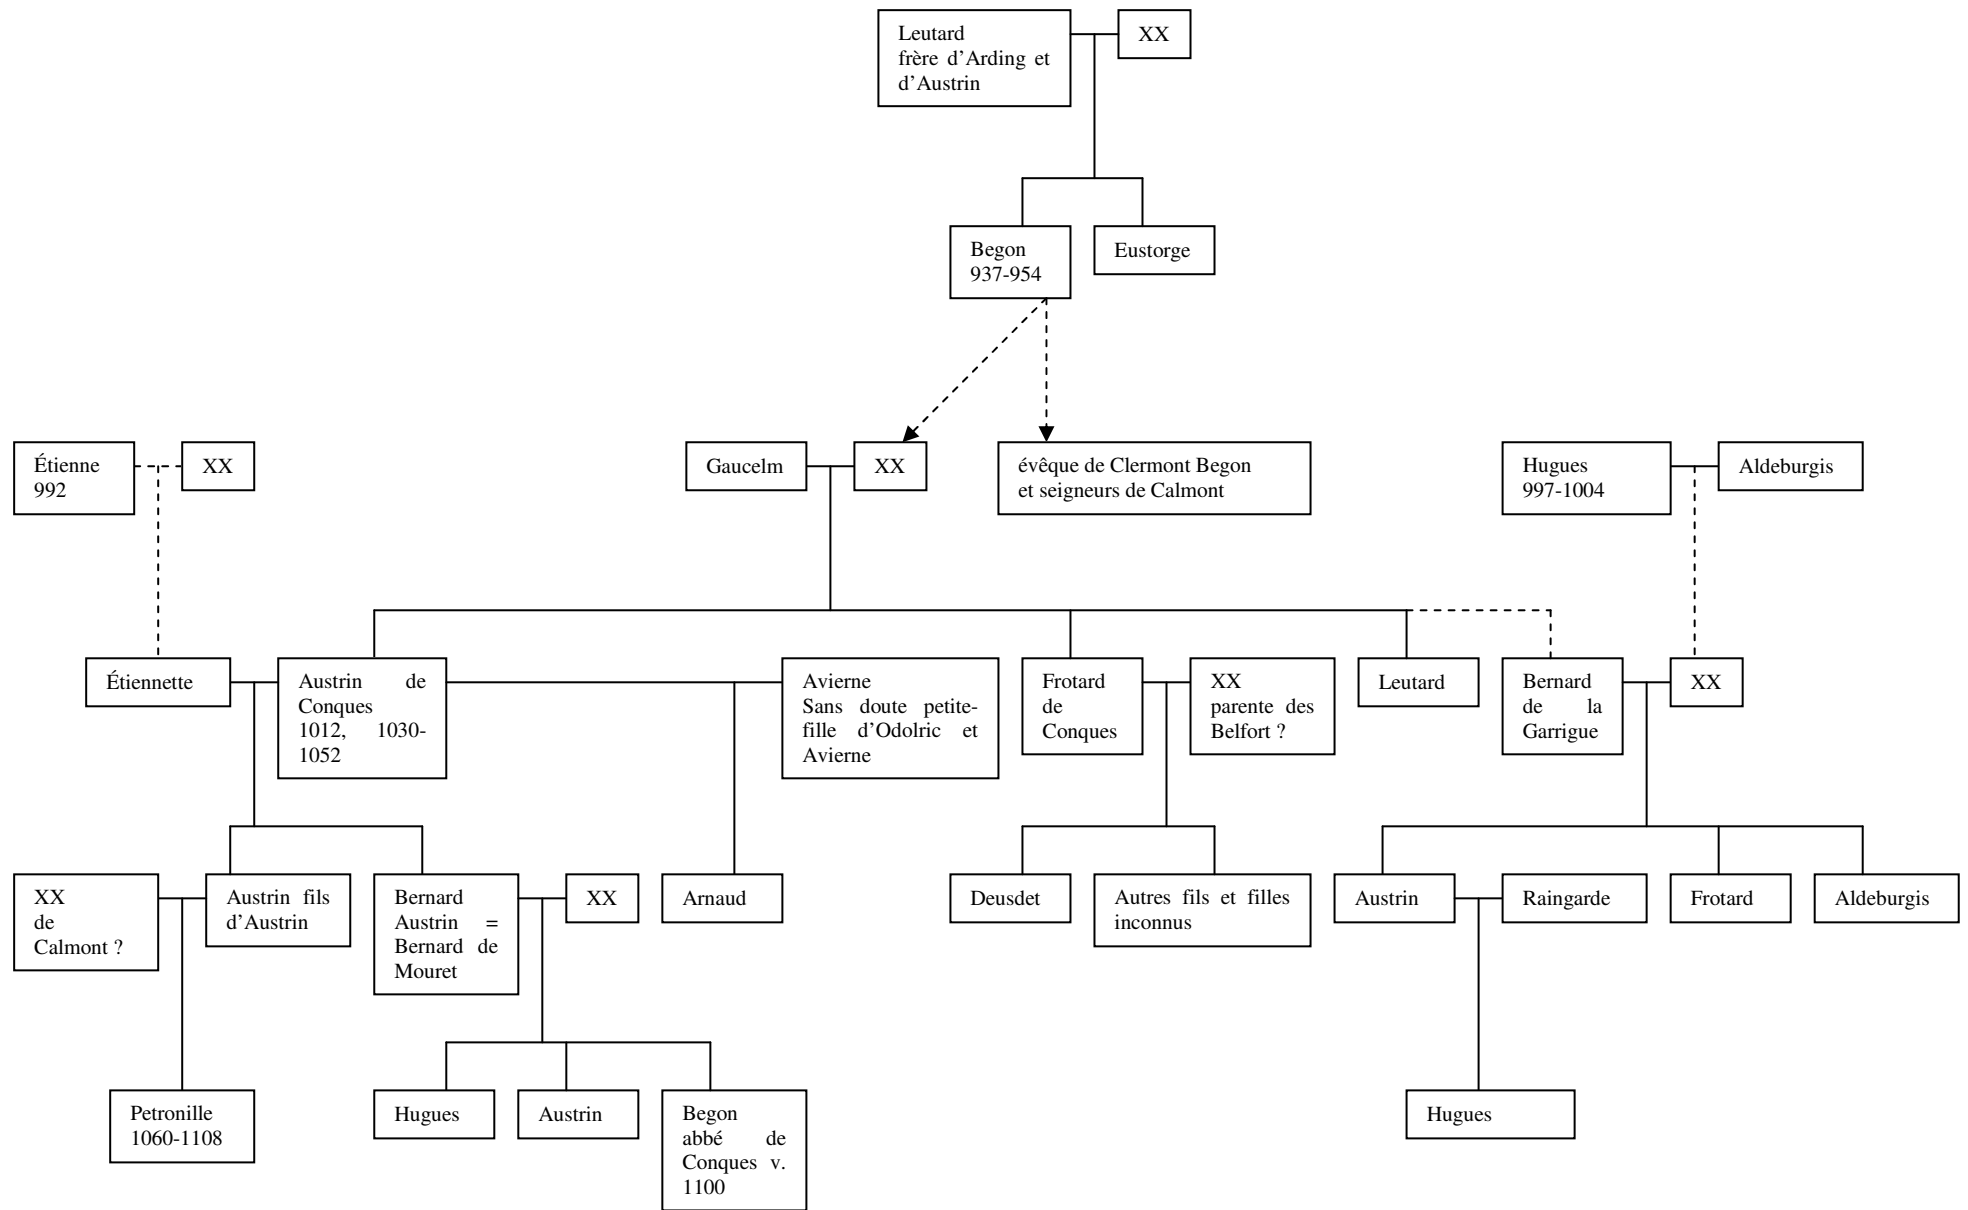 Leutard
frère d’Arding et
d’Austrin
XX
Begon
937-954
Eustorge
Étienne
992
XX
Gaucelm
XX
évêque de Clermont Begon
et seigneurs de Calmont
Hugues
997-1004
Aldeburgis
Étiennette
Austrin de
Conques
1012, 1030-
1052
Avierne
Sans doute petite-
fille d’Odolric et
Avierne
Frotard
de
Conques
XX
parente des
Belfort ?
Leutard
Bernard
de la
Garrigue
XX
XX
de
Calmont ?
Austrin fils
d’Austrin
Bernard
Austrin =
Bernard de
Mouret
XX
Arnaud
Deusdet
Autres fils et filles
inconnus
Austrin
Raingarde
Frotard
Aldeburgis
Petronille
1060-1108
Hugues
Austrin
Begon
abbé de
Conques v.
1100
Hugues